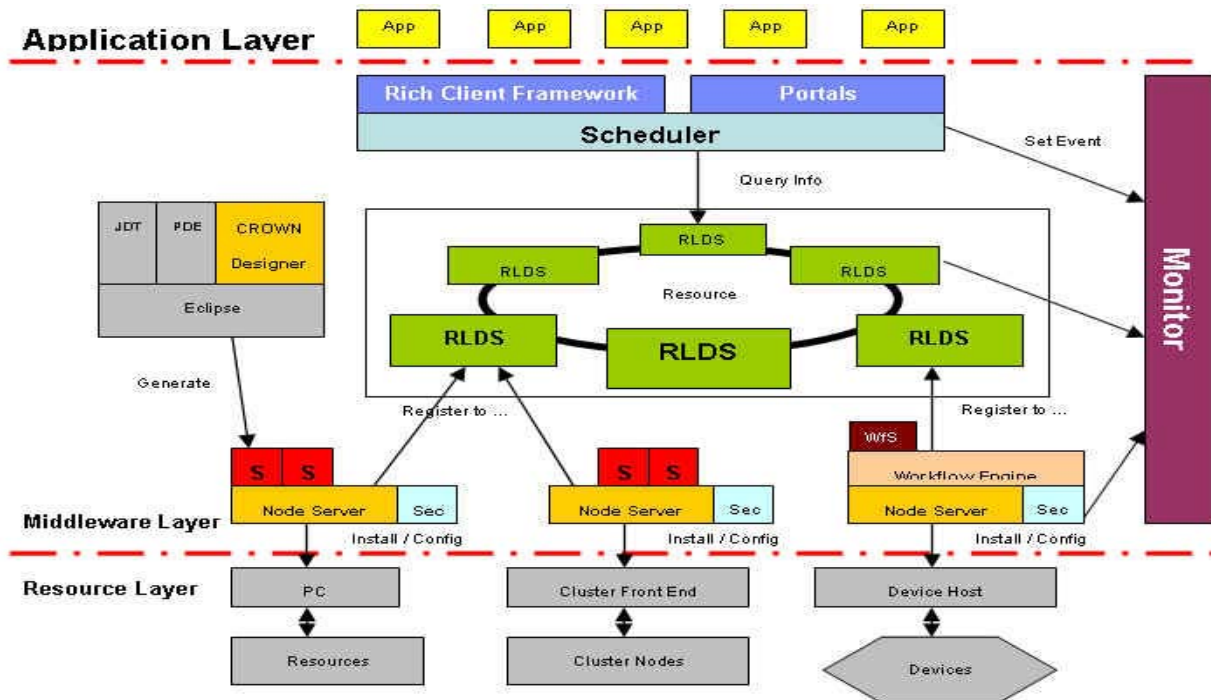 App App App App App
Application Layer
Rich Client Framework Portals
Scheduler
Set Event
Query Info
JDT PDE CROWN
Designer
Eclipse
RLDS
RLDS RLDS
Resource
RLDS RLDS RLDS
Monitor
Generate
Register to ... Register to ...
WfS
S S S S Workflow Engine
Node Server Sec Node Server Sec Node Server Sec
Middleware Layer
Install / Config Install / Config Install / Config
Resource Layer
PC Cluster Front End Device Host
Resources Cluster Nodes Devices